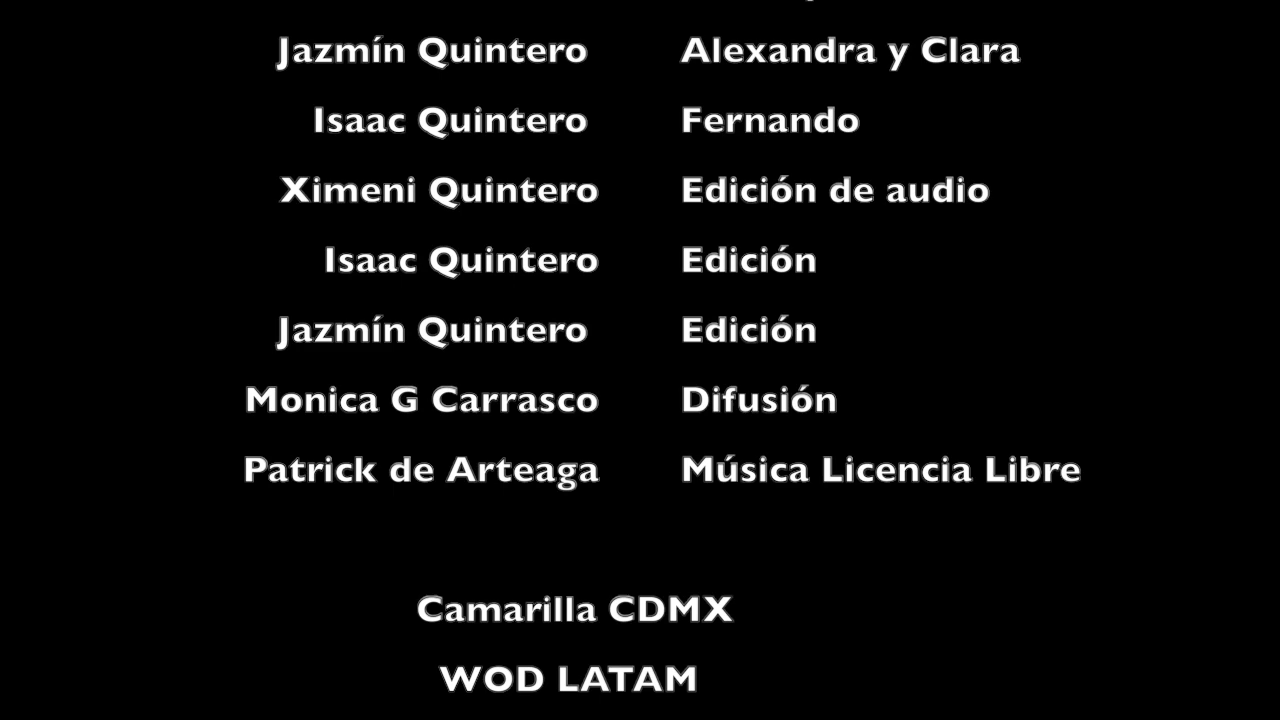 Jazmín Quintero Alexandra y Clara
Isaac Quintero Fernando
Ximeni Quintero Edición de audio
Isaac Quintero Edición
Jazmín Quintero Edición
Monica G Carrasco Difusión
Patrick de Arteaga Música Licencia Libre
Camarilla CDMX
WOD LATAM